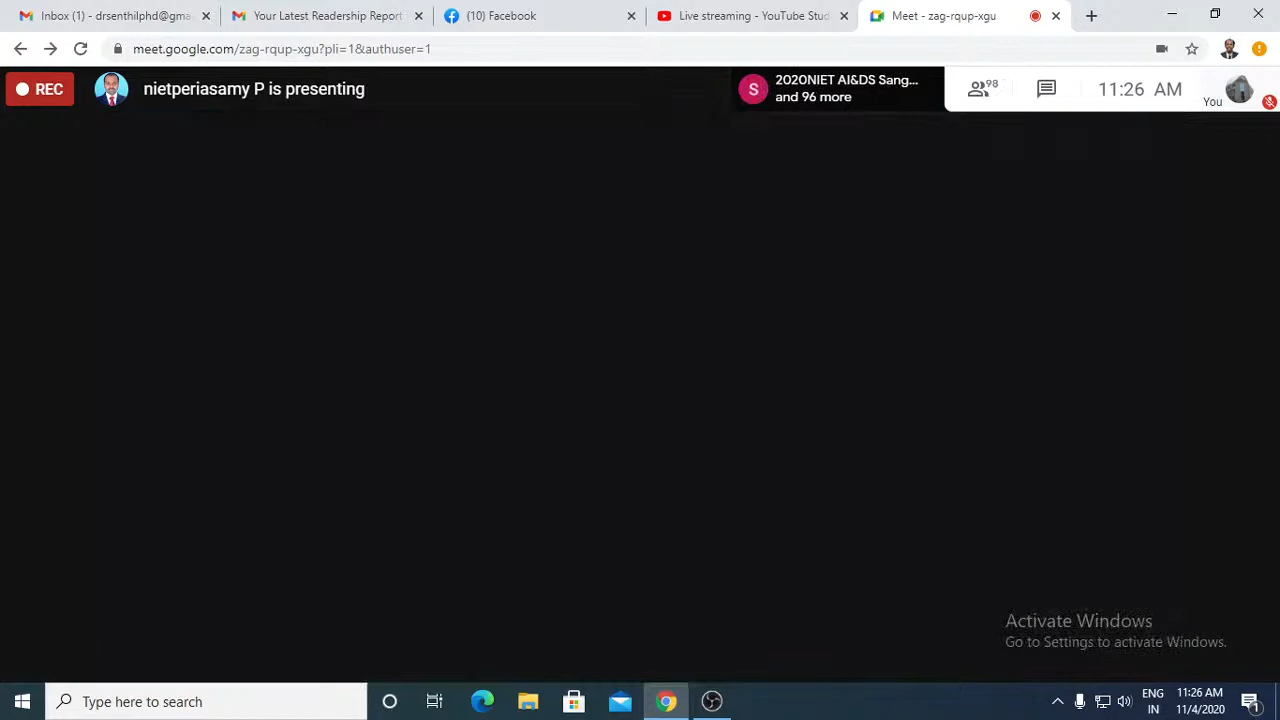 Inbox (1) - drsenthilphd@gma
Your Latest Readership Repor
(10) Facebook
Live streaming - YouTube Stud
Meet - zag-rqup-xgu
meet.google.com/zag-rqup-xgu?pli=1&authuser=1
REC
nietperiasamy P is presenting
S
2020NIET AI&DS Sang...
and 96 more
98
11:26 AM
You
Activate Windows
Go to Settings to activate Windows.
Type here to search
ENG
IN
11:26 AM
11/4/2020
1